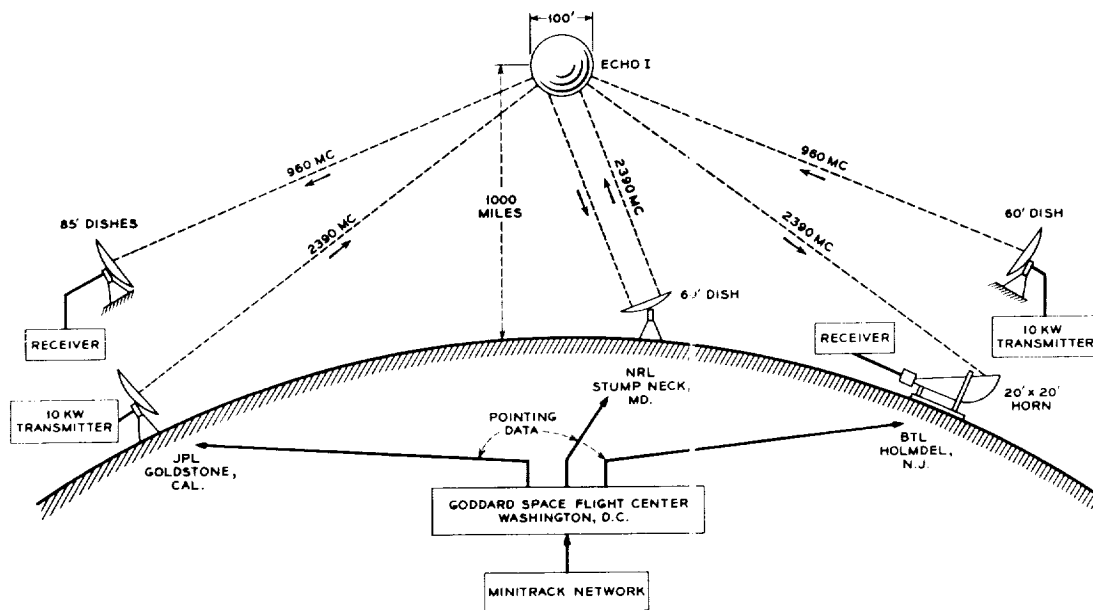 100'
ECHO I
960 MC
960 MC
2390 MC
2390 MC
2390 MC
1000
MILES
85' DISHES
60' DISH
RECEIVER
10 KW
TRANSMITTER
60' DISH
RECEIVER
10 KW
TRANSMITTER
20' x 20'
HORN
NRL
STUMP NECK,
MD.
POINTING
DATA
JPL
GOLDSTONE,
CAL.
BTL
HOLMDEL,
N.J.
GODDARD SPACE FLIGHT CENTER
WASHINGTON, D.C.
MINITRACK NETWORK